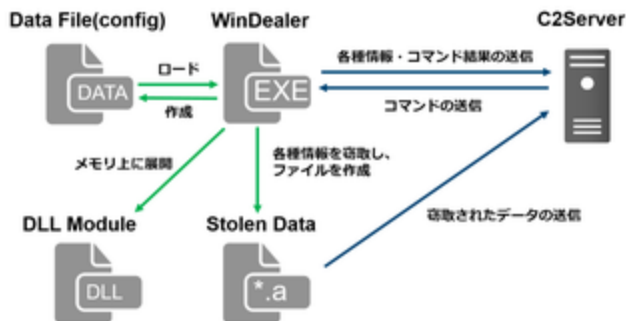 Data File(config)
WinDealer
C2Server
DATA
ロード
作成
EXE
各種情報・コマンド結果の送信
コマンドの送信
メモリ上に展開
各種情報を窃取し、
ファイルを作成
窃取されたデータの送信
DLL Module
Stolen Data
DLL
*.a